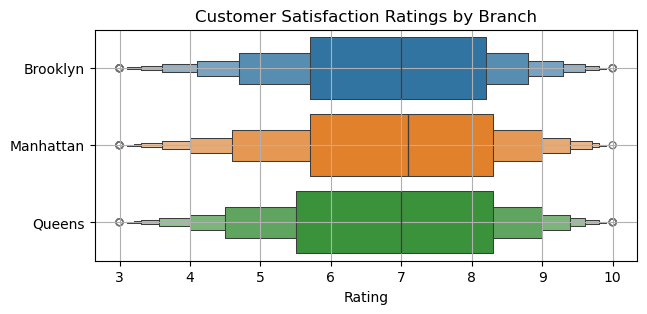 Customer Satisfaction Ratings by Branch
Brooklyn
Manhattan
Queens
3 4 5 6 7 8 9 10
Rating